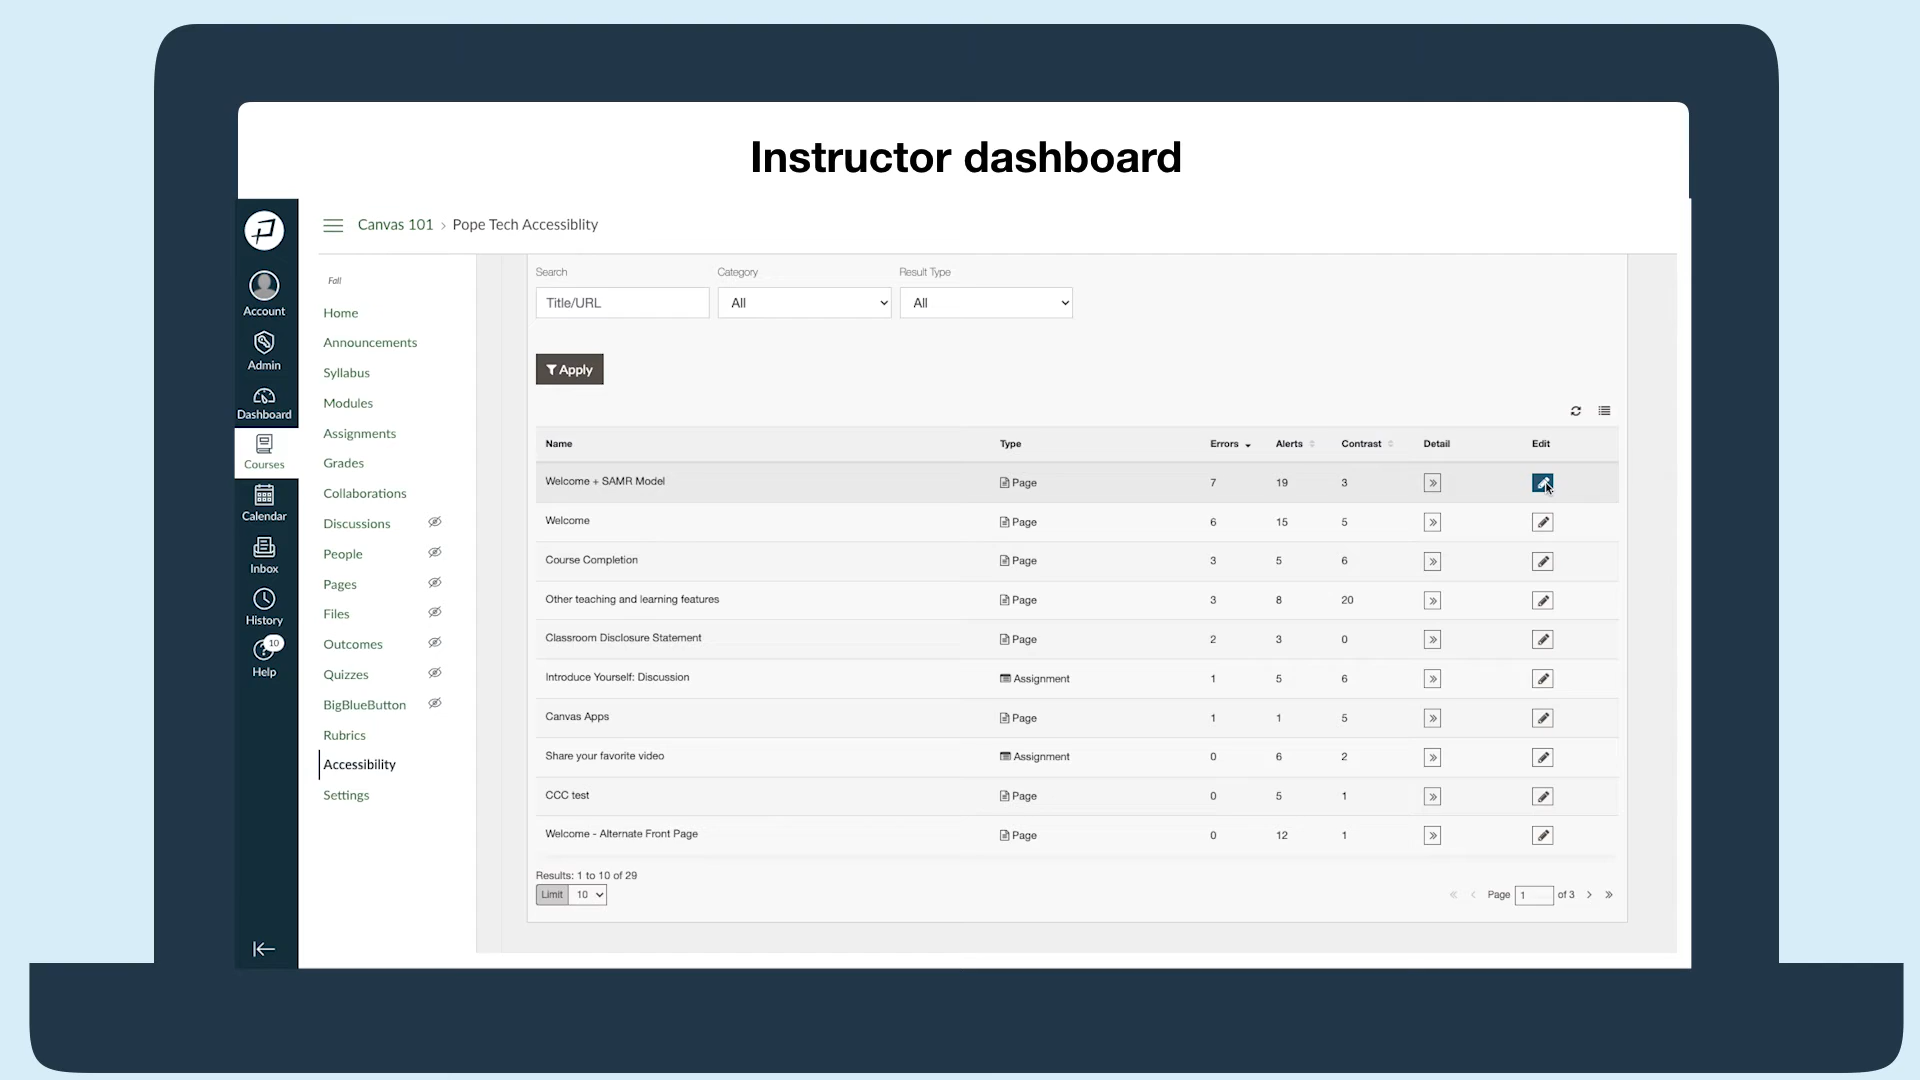 Instructor dashboard
Canvas 101 › Pope Tech Accessiblity
Account
Admin
Dashboard
Courses
Calendar
Inbox
History
10
Help
Fall
Home
Announcements
Syllabus
Modules
Assignments
Grades
Collaborations
Discussions
People
Pages
Files
Outcomes
Quizzes
BigBlueButton
Rubrics
Accessibility
Settings
Search Category Result Type
Title/URL All All
Apply
Name Type Errors Alerts Contrast Detail Edit
Welcome + SAMR Model Page 7 19 3
Welcome Page 6 15 5
Course Completion Page 3 5 6
Other teaching and learning features Page 3 8 20
Classroom Disclosure Statement Page 2 3 0
Introduce Yourself: Discussion Assignment 1 5 6
Canvas Apps Page 1 1 5
Share your favorite video Assignment 0 6 2
CCC test Page 0 5 1
Welcome - Alternate Front Page Page 0 12 1
Results: 1 to 10 of 29
Limit 10 « ‹ Page 1 of 3 › »